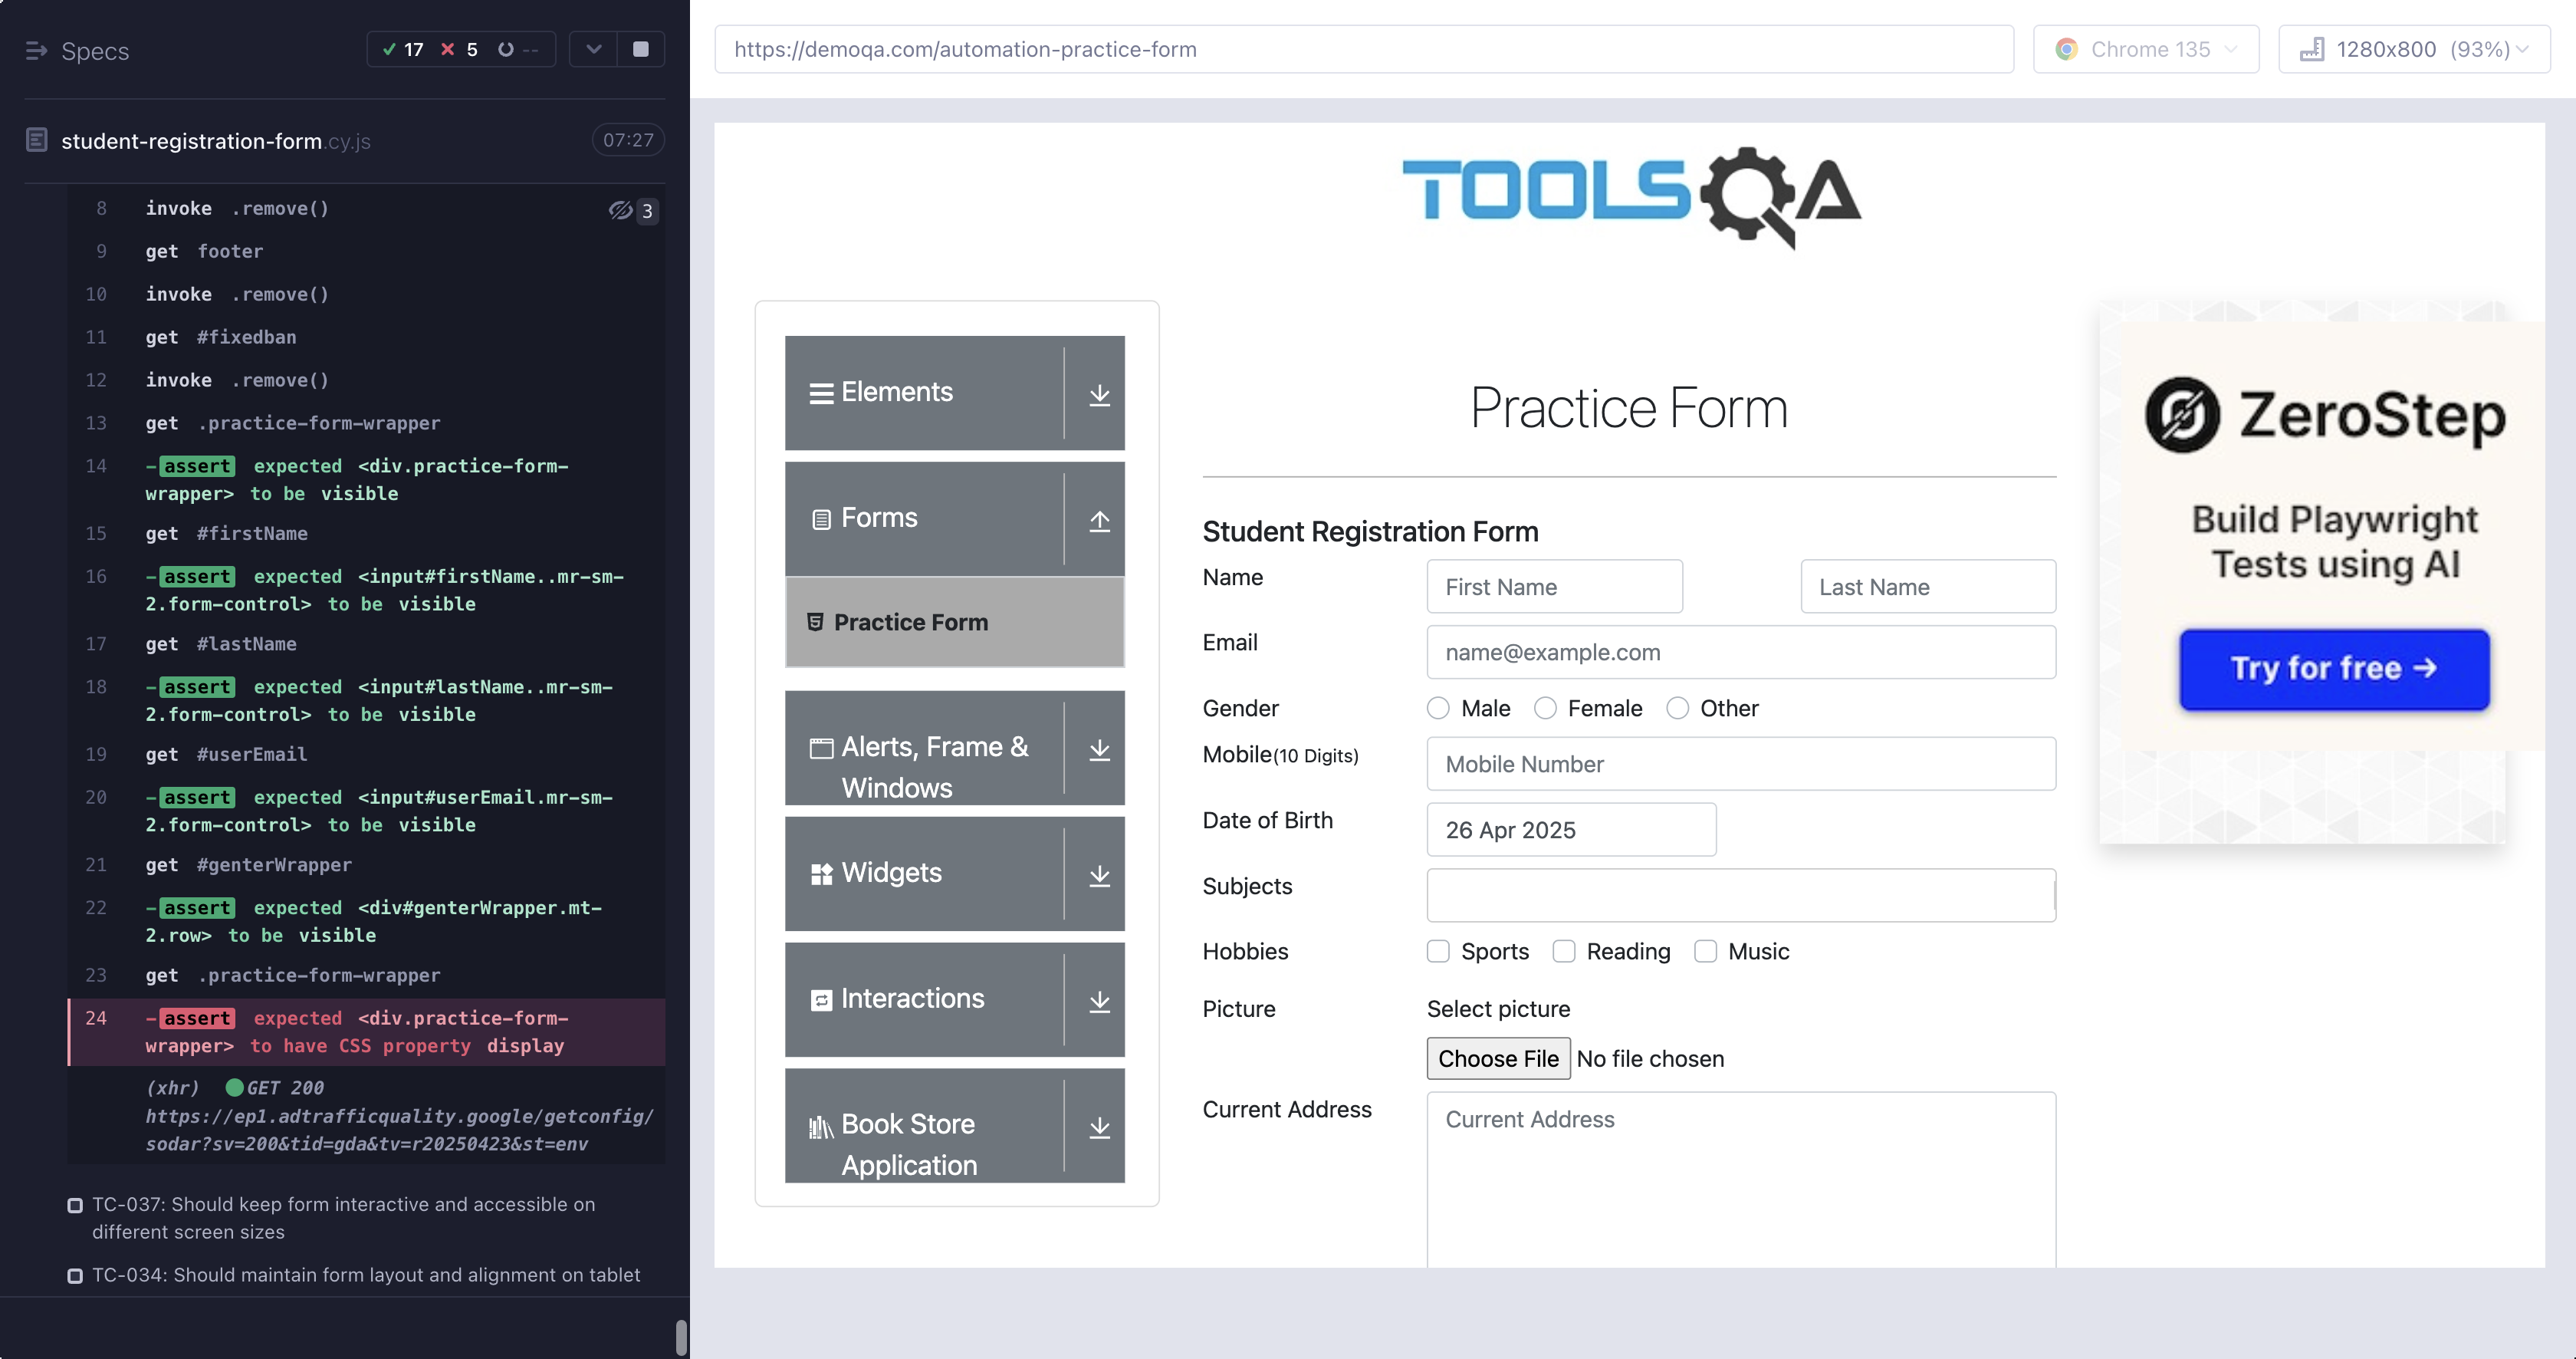 Specs
17 5 --
student-registration-form.cy.js
07:27
8 invoke .remove() 3
9 get footer
10 invoke .remove()
11 get #fixedban
12 invoke .remove()
13 get .practice-form-wrapper
14 -assert expected <div.practice-form-
wrapper> to be visible
15 get #firstName
16 -assert expected <input#firstName..mr-sm-
2.form-control> to be visible
17 get #lastName
18 -assert expected <input#lastName..mr-sm-
2.form-control> to be visible
19 get #userEmail
20 -assert expected <input#userEmail.mr-sm-
2.form-control> to be visible
21 get #genterWrapper
22 -assert expected <div#genterWrapper.mt-
2.row> to be visible
23 get .practice-form-wrapper
24 -assert expected <div.practice-form-
wrapper> to have CSS property display
(xhr) GET 200
https://ep1.adtrafficquality.google/getconfig/
sodar?sv=200&tid=gda&tv=r20250423&st=env
TC-037: Should keep form interactive and accessible on
different screen sizes
TC-034: Should maintain form layout and alignment on tablet
https://demoqa.com/automation-practice-form
Chrome 135
1280x800 (93%)
TOOLSQA
Elements
Forms
Practice Form
Alerts, Frame &
Windows
Widgets
Interactions
Book Store
Application
Practice Form
Student Registration Form
Name
First Name
Last Name
Email
name@example.com
Gender
Male
Female
Other
Mobile(10 Digits)
Mobile Number
Date of Birth
26 Apr 2025
Subjects
Hobbies
Sports
Reading
Music
Picture
Select picture
Choose File No file chosen
Current Address
Current Address
ZeroStep
Build Playwright
Tests using AI
Try for free →